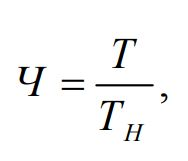 Ч = T / T_H,